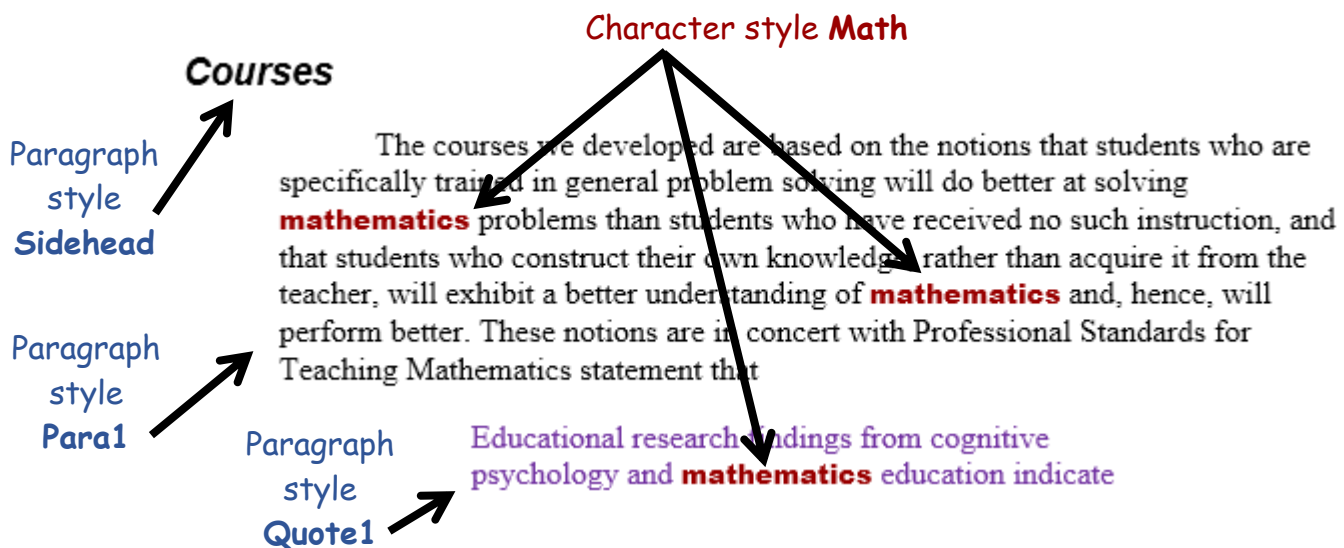 Character style Math
Courses
Paragraph
style
Sidehead
The courses we developed are based on the notions that students who are
specifically trained in general problem solving will do better at solving
mathematics problems than students who have received no such instruction, and
that students who construct their own knowledge, rather than acquire it from the
teacher, will exhibit a better understanding of mathematics and, hence, will
perform better. These notions are in concert with Professional Standards for
Teaching Mathematics statement that
Paragraph
style
Para1
Educational research findings from cognitive
psychology and mathematics education indicate
Paragraph
style
Quote1